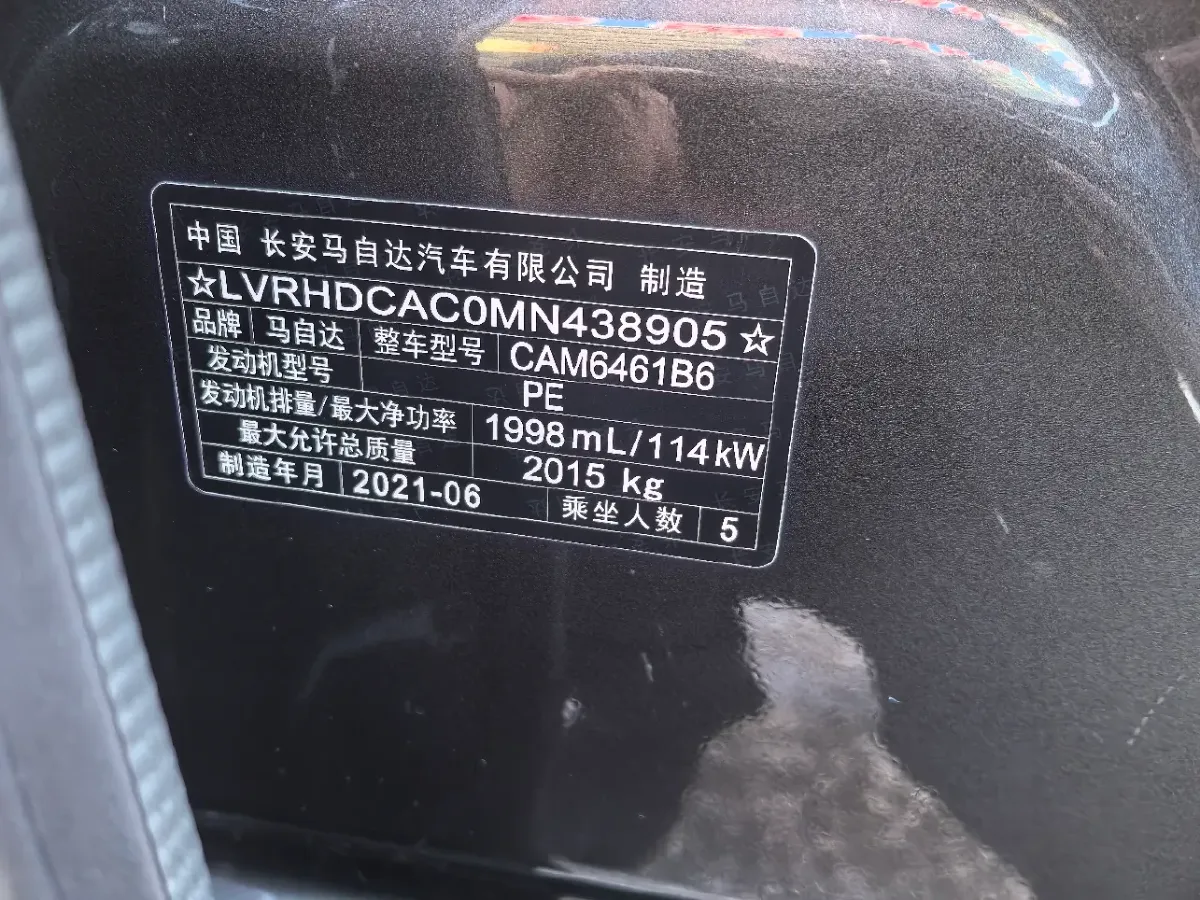 中国 长安马自达汽车有限公司 制造
☆LVRHDCAC0MN438905☆
品牌 马自达 整车型号 CAM6461B6
发动机型号 PE
发动机排量/最大净功率 1998mL/114kW
最大允许总质量 2015 kg
制造年月 2021-06 乘坐人数 5